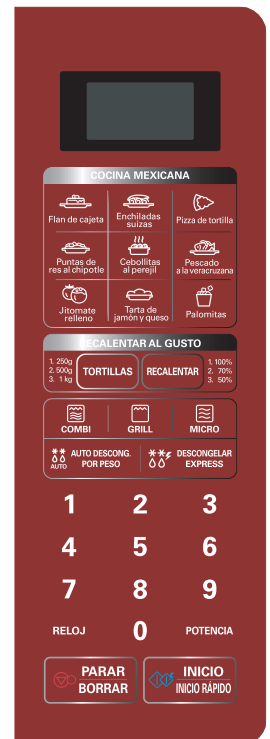 COCINA MEXICANA
Flan de cajeta
Enchiladas
suizas
Pizza de tortilla
Puntas de
res al chipotle
Cebollitas
al perejil
Pescado
a la veracruzana
Jitomate
relleno
Tarta de
jamón y queso
Palomitas
RECALENTAR AL GUSTO
1. 250g
2. 500g
3. 1 kg
TORTILLAS
RECALENTAR
1. 100%
2. 70%
3. 50%
COMBI
GRILL
MICRO
AUTO
AUTO DESCONG.
POR PESO
DESCONGELAR
EXPRESS
1 2 3
4 5 6
7 8 9
RELOJ 0 POTENCIA
PARAR
BORRAR
INICIO
INICIO RÁPIDO